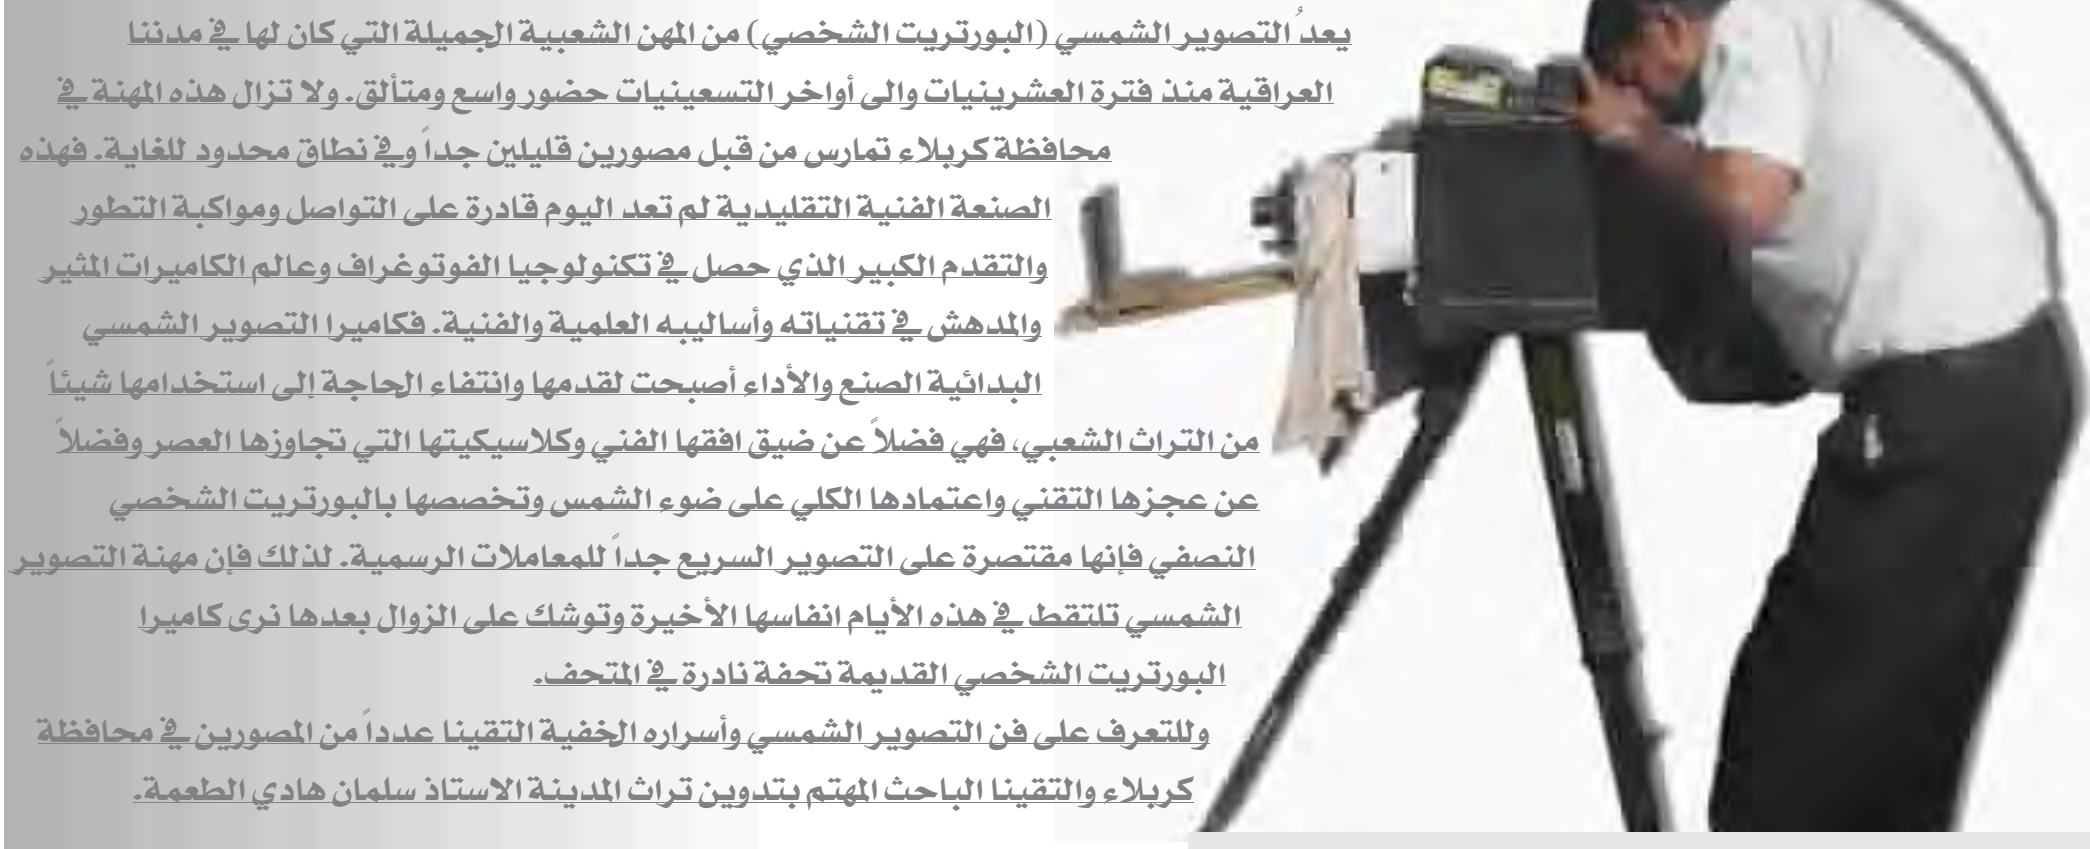 يعدُ التصوير الشمسي (البورتريت الشخصي) من المهن الشعبية الجميلة التي كان لها في مدننا
العراقية منذ فترة العشرينيات والى أواخر التسعينيات حضور واسع ومتألق. ولا تزال هذه المهنة في
محافظة كربلاء تمارس من قبل مصورين قليلين جداً وفي نطاق محدود للغاية. فهذه
الصنعة الفنية التقليدية لم تعد اليوم قادرة على التواصل ومواكبة التطور
والتقدم الكبير الذي حصل في تكنولوجيا الفوتوغراف وعالم الكاميرات المثير
والمدهش في تقنياته وأساليبه العلمية والفنية. فكاميرا التصوير الشمسي
البدائية الصنع والأداء أصبحت لقدمها وانتفاء الحاجة إلى استخدامها شيئاً
من التراث الشعبي، فهي فضلاً عن ضيق افقها الفني وكلاسيكيتها التي تجاوزها العصر وفضلاً
عن عجزها التقني واعتمادها الكلي على ضوء الشمس وتخصصها بالبورتريت الشخصي
النصفي فإنها مقتصرة على التصوير السريع جداً للمعاملات الرسمية. لذلك فإن مهنة التصوير
الشمسي تلتقط في هذه الأيام انفاسها الأخيرة وتوشك على الزوال بعدها نرى كاميرا
البورتريت الشخصي القديمة تحفة نادرة في المتحف.
وللتعرف على فن التصوير الشمسي وأسراره الخفية التقينا عدداً من المصورين في محافظة
كربلاء والتقينا الباحث المهتم بتدوين تراث المدينة الاستاذ سلمان هادي الطعمة.